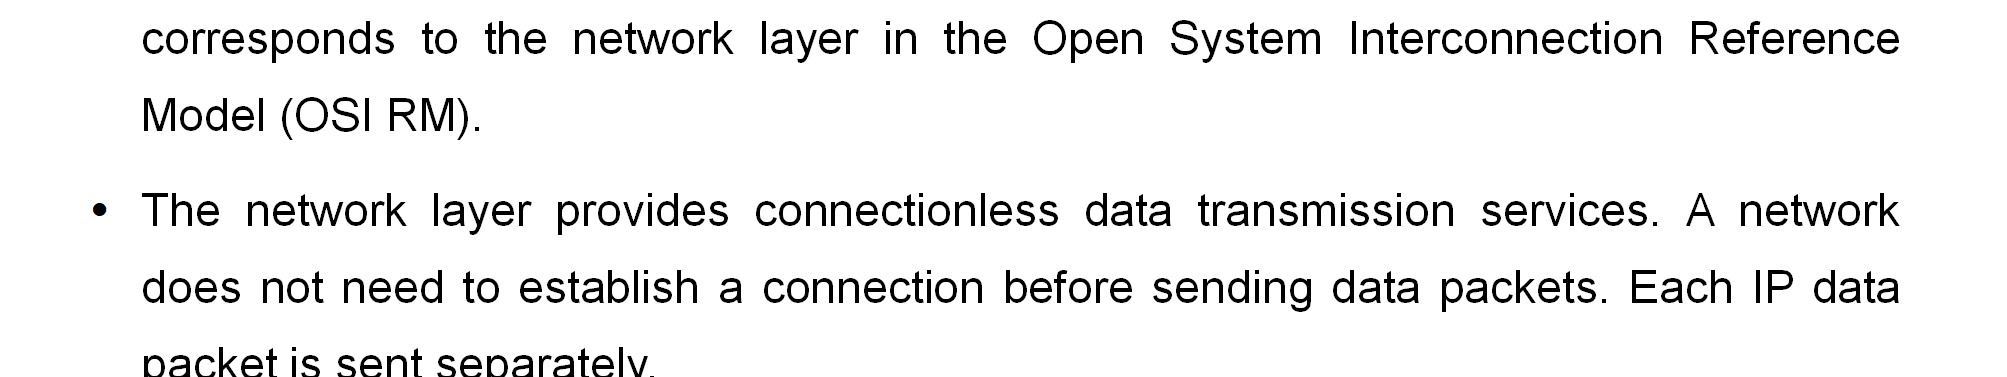 corresponds to the network layer in the Open System Interconnection Reference
Model (OSI RM).
• The network layer provides connectionless data transmission services. A network
does not need to establish a connection before sending data packets. Each IP data
packet is sent separately.